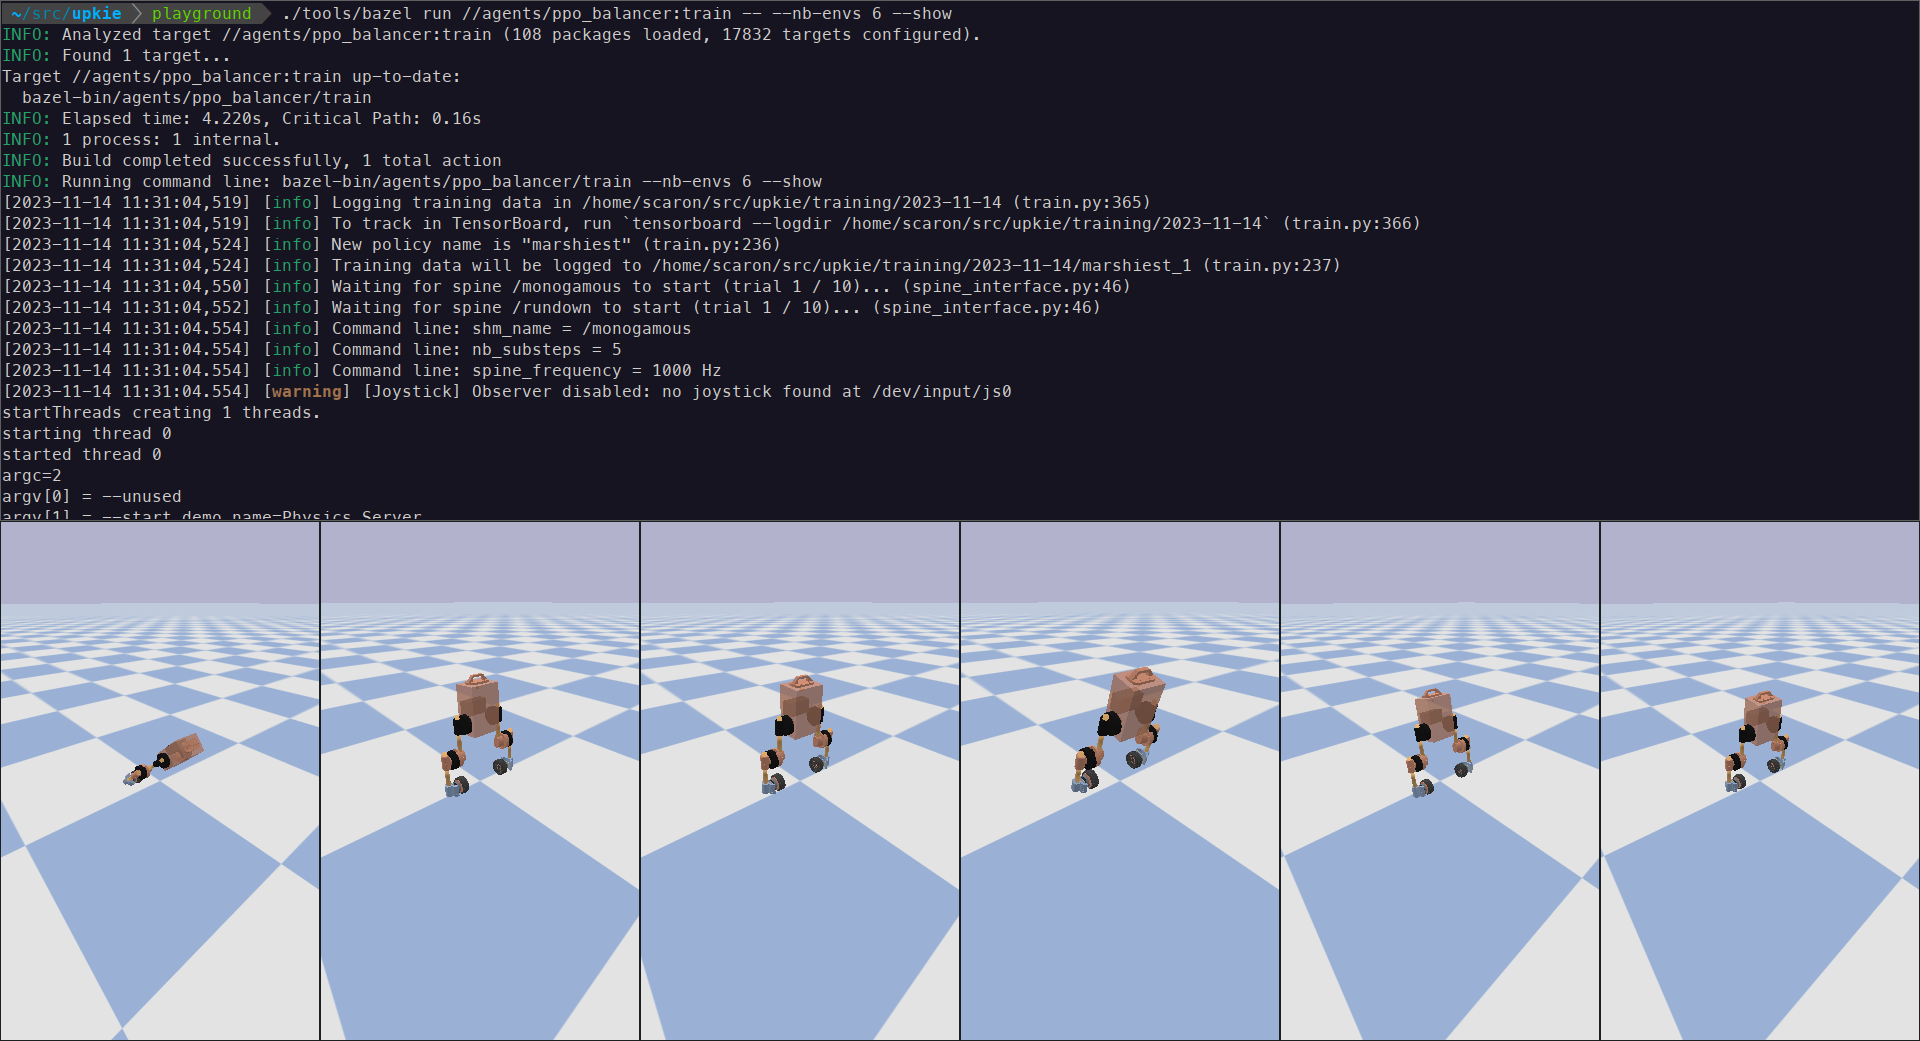 ~/src/upkie playground ./tools/bazel run //agents/ppo_balancer:train -- --nb-envs 6 --show
INFO: Analyzed target //agents/ppo_balancer:train (108 packages loaded, 17832 targets configured).
INFO: Found 1 target...
Target //agents/ppo_balancer:train up-to-date:
  bazel-bin/agents/ppo_balancer/train
INFO: Elapsed time: 4.220s, Critical Path: 0.16s
INFO: 1 process: 1 internal.
INFO: Build completed successfully, 1 total action
INFO: Running command line: bazel-bin/agents/ppo_balancer/train --nb-envs 6 --show
[2023-11-14 11:31:04,519] [info] Logging training data in /home/scaron/src/upkie/training/2023-11-14 (train.py:365)
[2023-11-14 11:31:04,519] [info] To track in TensorBoard, run `tensorboard --logdir /home/scaron/src/upkie/training/2023-11-14` (train.py:366)
[2023-11-14 11:31:04,524] [info] New policy name is "marshiest" (train.py:236)
[2023-11-14 11:31:04,524] [info] Training data will be logged to /home/scaron/src/upkie/training/2023-11-14/marshiest_1 (train.py:237)
[2023-11-14 11:31:04,550] [info] Waiting for spine /monogamous to start (trial 1 / 10)... (spine_interface.py:46)
[2023-11-14 11:31:04,552] [info] Waiting for spine /rundown to start (trial 1 / 10)... (spine_interface.py:46)
[2023-11-14 11:31:04.554] [info] Command line: shm_name = /monogamous
[2023-11-14 11:31:04.554] [info] Command line: nb_substeps = 5
[2023-11-14 11:31:04.554] [info] Command line: spine_frequency = 1000 Hz
[2023-11-14 11:31:04.554] [warning] [Joystick] Observer disabled: no joystick found at /dev/input/js0
startThreads creating 1 threads.
starting thread 0
started thread 0
argc=2
argv[0] = --unused
argv[1] = --start_demo_name=Physics Server